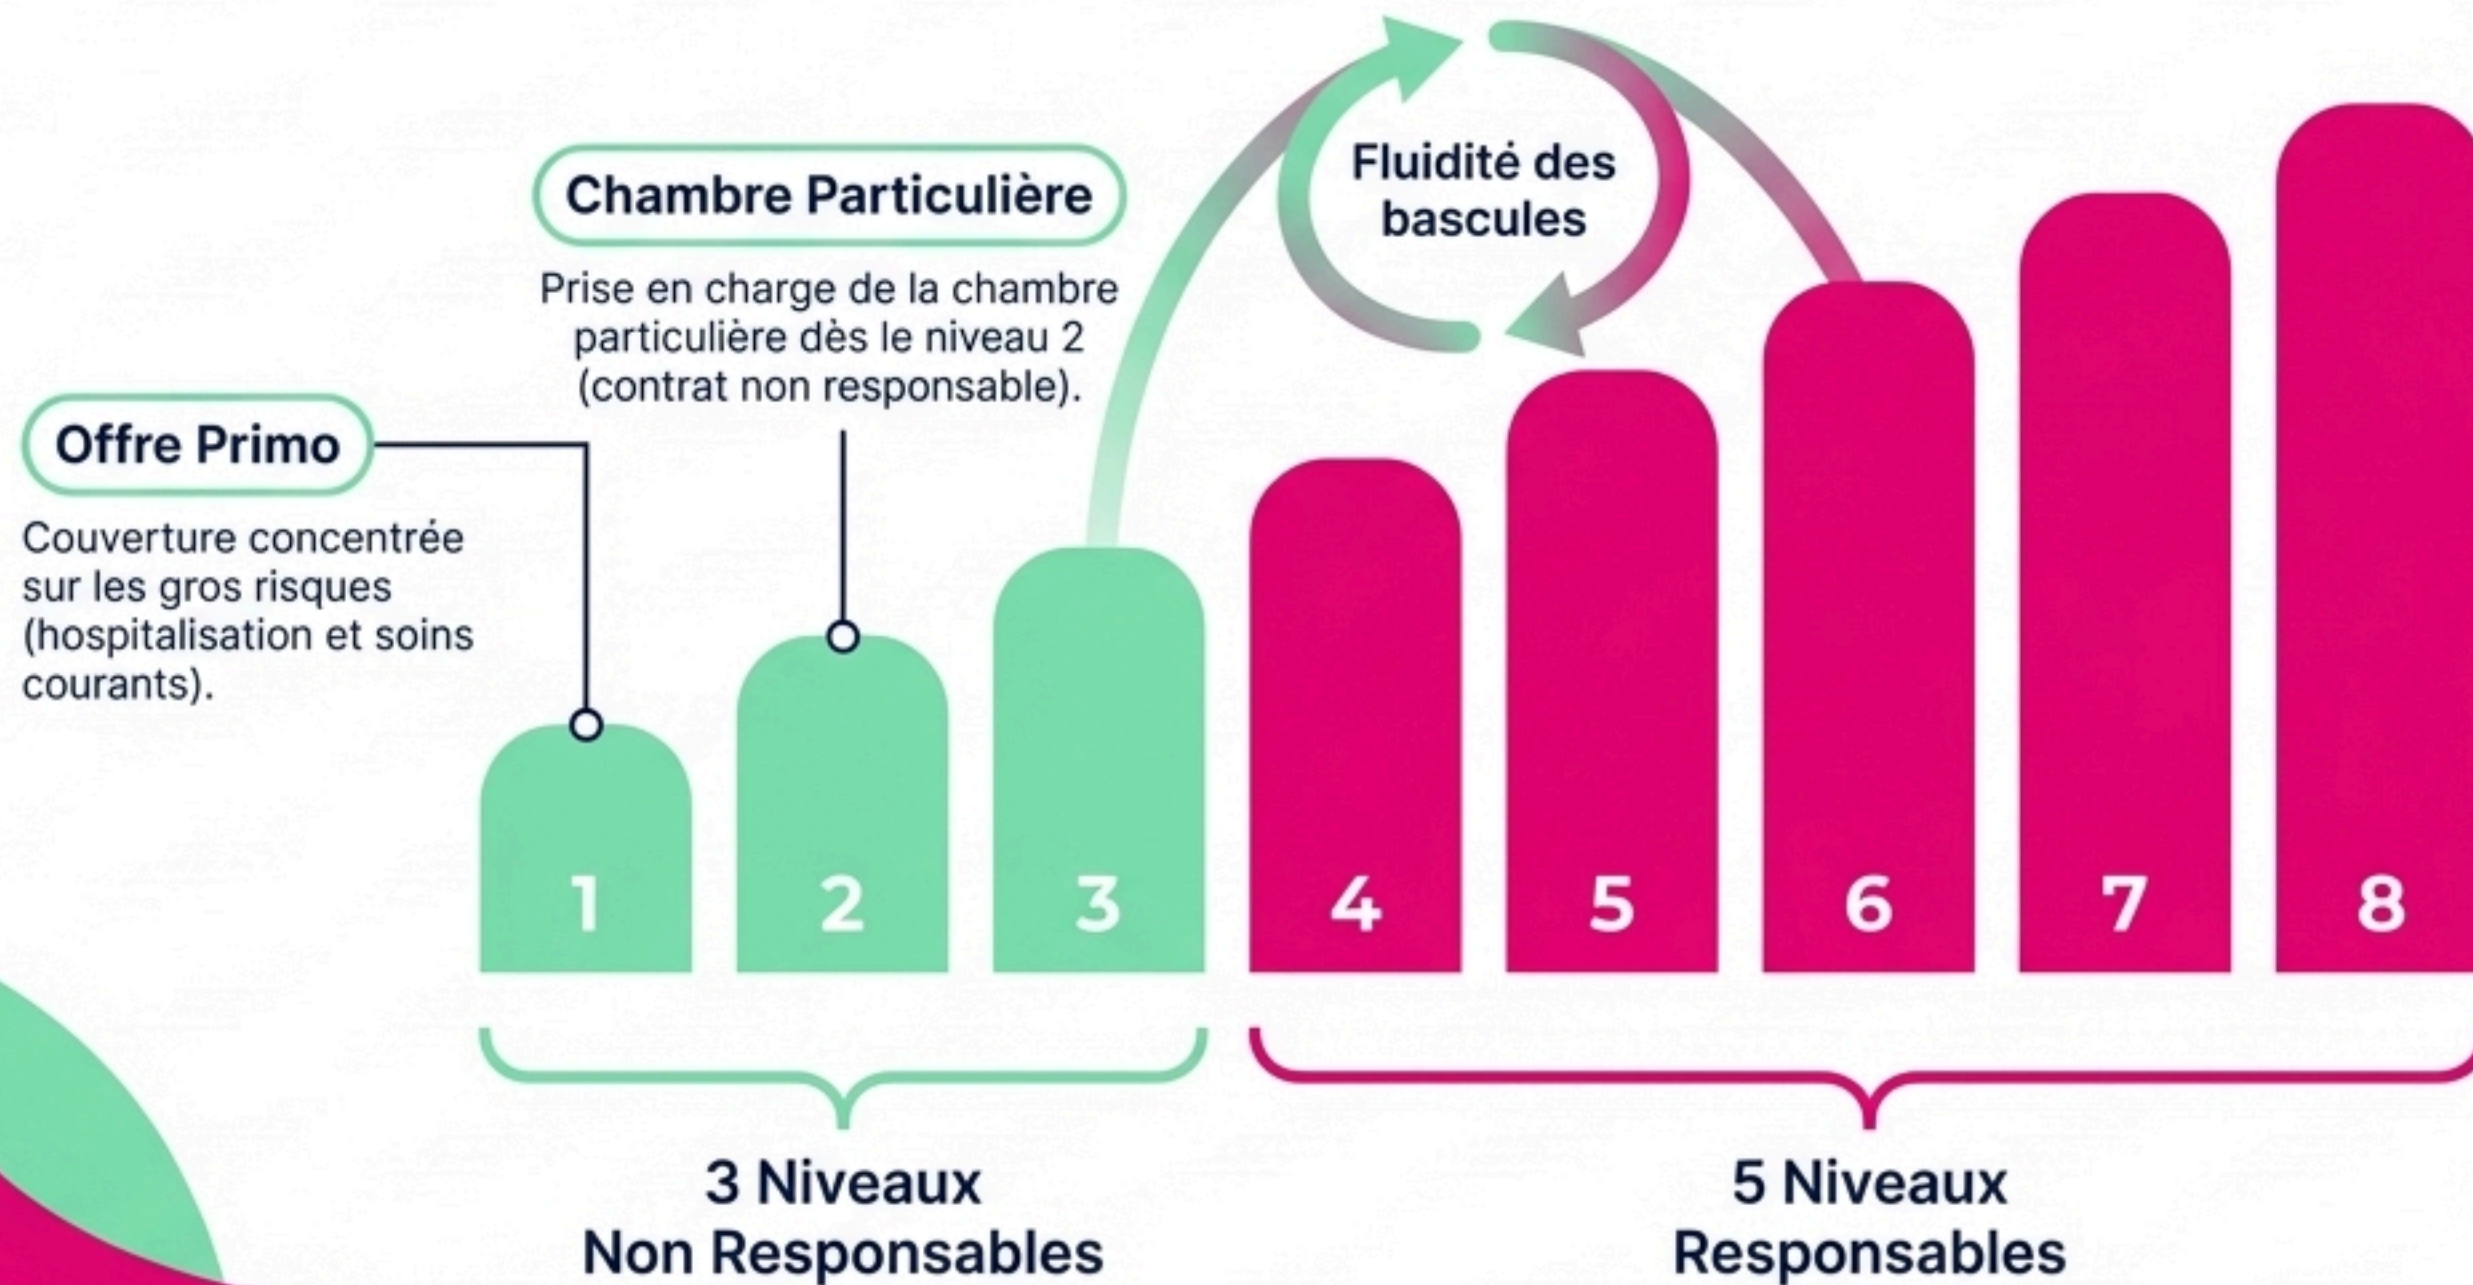 Fluidité des
bascules
Chambre Particulière
Prise en charge de la chambre
particulière dès le niveau 2
(contrat non responsable).
Offre Primo
Couverture concentrée
sur les gros risques
(hospitalisation et soins
courants).
1
2
3
4
5
6
7
8
3 Niveaux
Non Responsables
5 Niveaux
Responsables